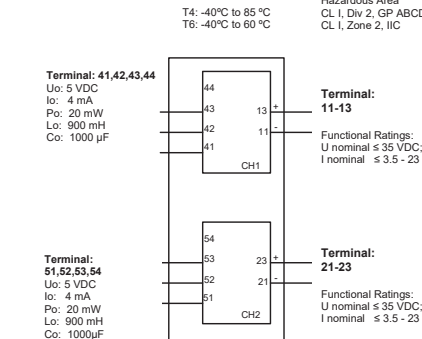 T4: -40ºC to 85 ºC
T6: -40ºC to 60 ºC
Hazardous Area
CL I, Div 2, GP ABCD
CL I, Zone 2, IIC
Terminal: 41,42,43,44
Uo: 5 VDC
Io: 4 mA
Po: 20 mW
Lo: 900 mH
Co: 1000 µF
44
43
42
41
13 +
11 -
CH1
Terminal:
11-13
Functional Ratings:
U nominal ≤ 35 VDC;
I nominal ≤ 3.5 - 23
Terminal:
51,52,53,54
Uo: 5 VDC
Io: 4 mA
Po: 20 mW
Lo: 900 mH
Co: 1000µF
54
53
52
51
23 +
21 -
CH2
Terminal:
21-23
Functional Ratings:
U nominal ≤ 35 VDC;
I nominal ≤ 3.5 - 23